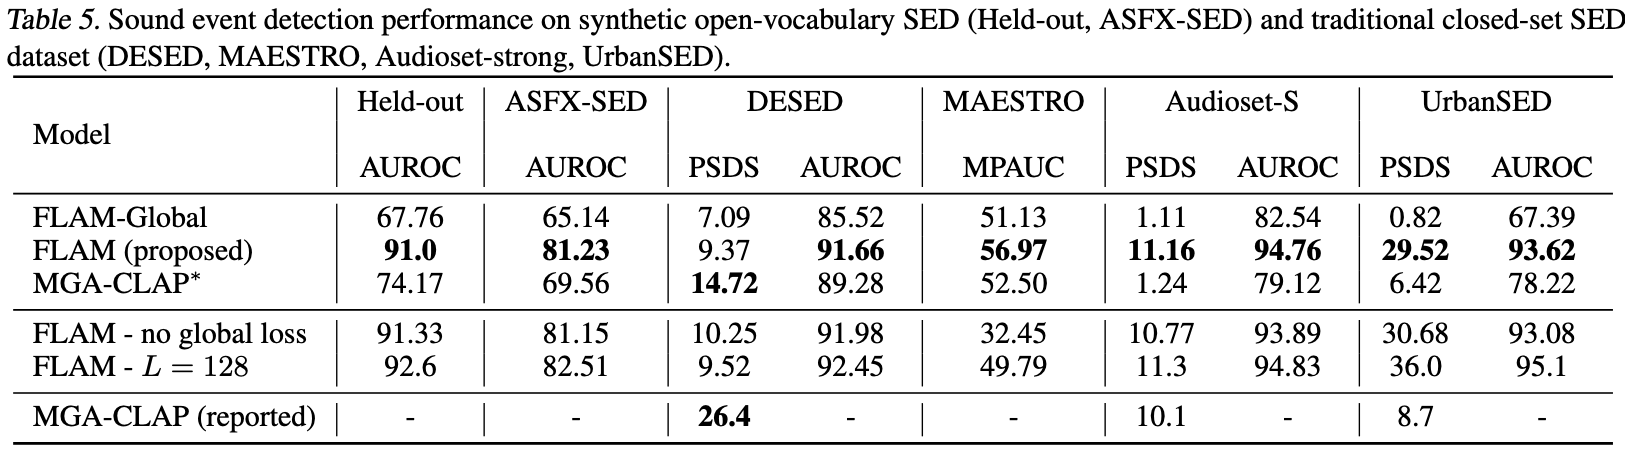 Table 5. Sound event detection performance on synthetic open-vocabulary SED (Held-out, ASFX-SED) and traditional closed-set SED
dataset (DESED, MAESTRO, Audioset-strong, UrbanSED).
Held-out ASFX-SED DESED MAESTRO Audioset-S UrbanSED
Model
AUROC AUROC PSDS AUROC MPAUC PSDS AUROC PSDS AUROC
FLAM-Global 67.76 65.14 7.09 85.52 51.13 1.11 82.54 0.82 67.39
FLAM (proposed) 91.0 81.23 9.37 91.66 56.97 11.16 94.76 29.52 93.62
MGA-CLAP* 74.17 69.56 14.72 89.28 52.50 1.24 79.12 6.42 78.22
FLAM - no global loss 91.33 81.15 10.25 91.98 32.45 10.77 93.89 30.68 93.08
FLAM - L = 128 92.6 82.51 9.52 92.45 49.79 11.3 94.83 36.0 95.1
MGA-CLAP (reported) - - 26.4 - - 10.1 - 8.7 -